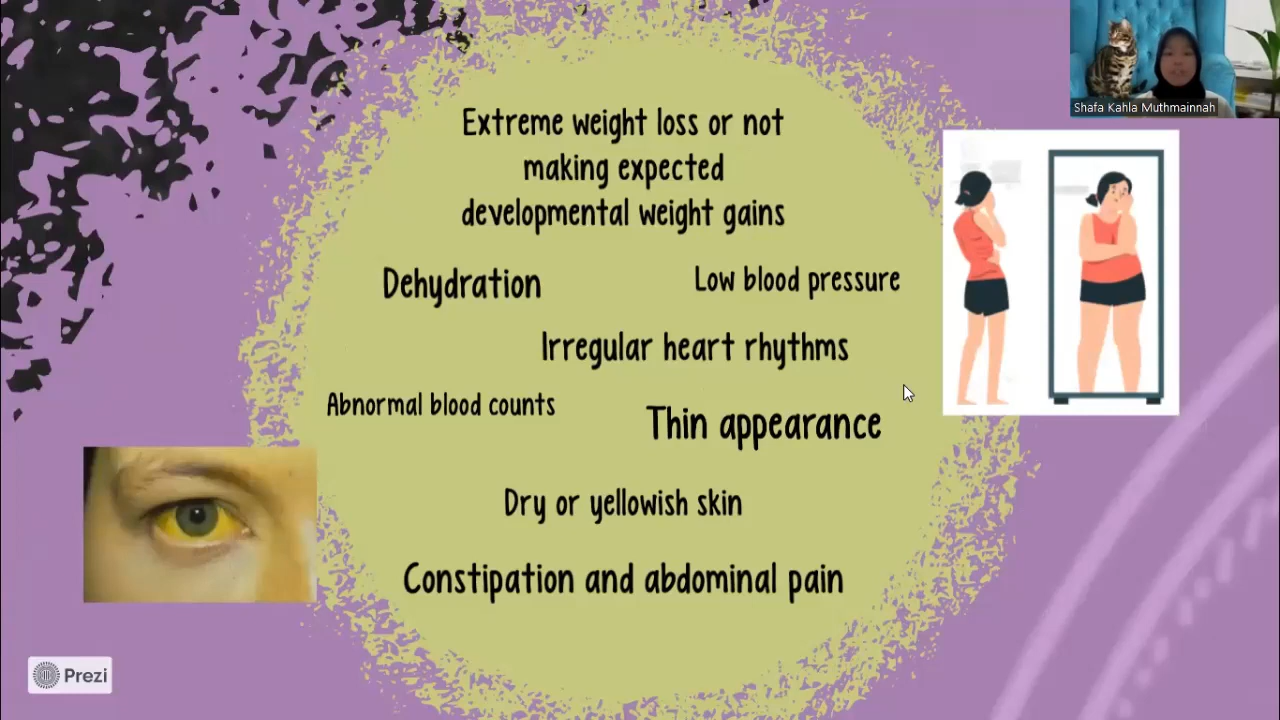 Shafa Kahla Muthmainnah
Extreme weight loss or not
making expected
developmental weight gains
Dehydration
Low blood pressure
Irregular heart rhythms
Abnormal blood counts
Thin appearance
Dry or yellowish skin
Constipation and abdominal pain
Prezi